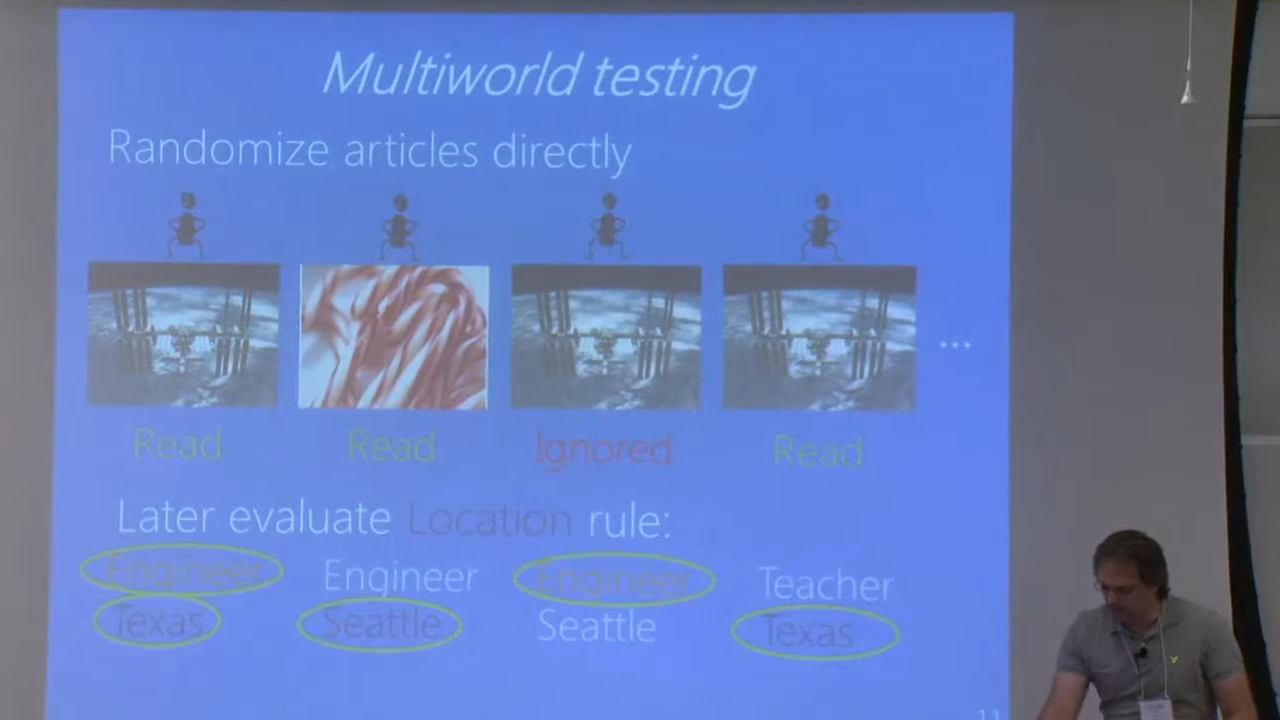 Multiworld testing
Randomize articles directly
...
Read Read Ignored Read
Later evaluate Location rule:
Engineer Engineer Engineer Teacher
Texas Seattle Seattle Texas
11